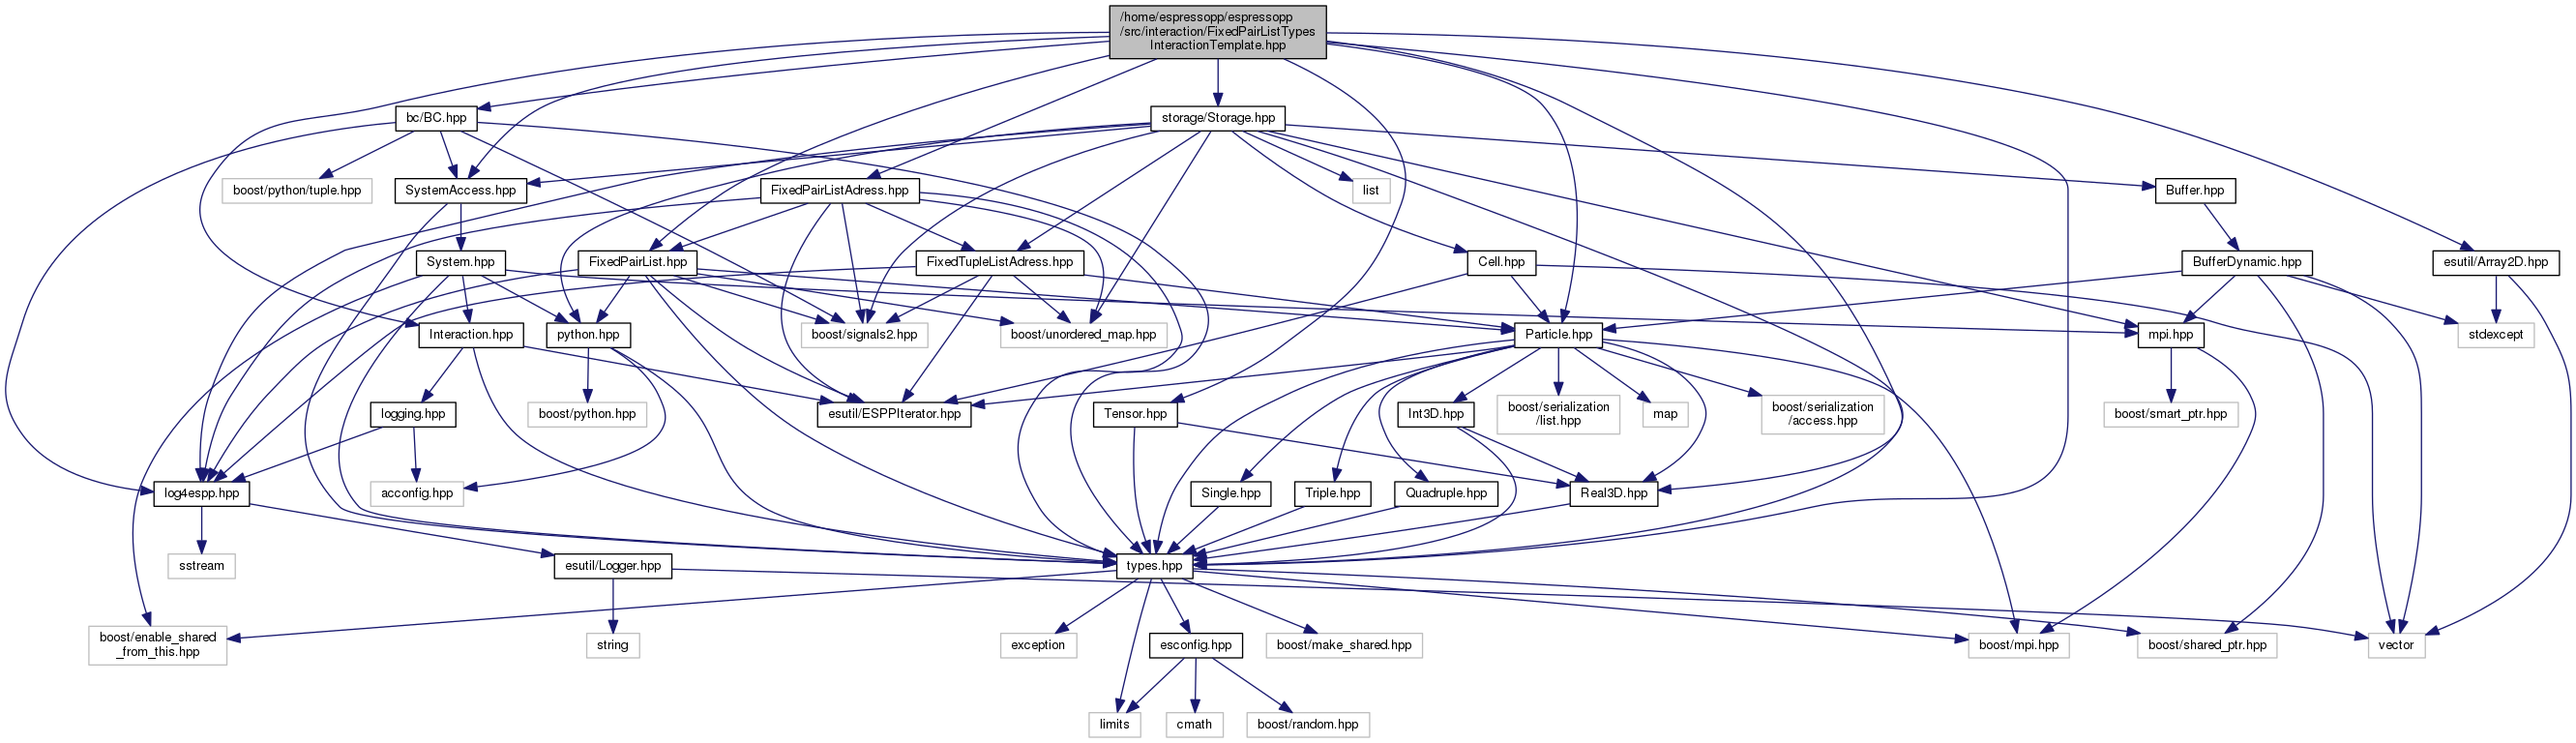 /home/espressopp/espressopp
/src/interaction/FixedPairListTypes
InteractionTemplate.hpp
bc/BC.hpp
storage/Storage.hpp
boost/python/tuple.hpp
SystemAccess.hpp
FixedPairListAdress.hpp
list
Buffer.hpp
System.hpp
FixedPairList.hpp
FixedTupleListAdress.hpp
Cell.hpp
BufferDynamic.hpp
esutil/Array2D.hpp
Interaction.hpp
python.hpp
boost/signals2.hpp
boost/unordered_map.hpp
Particle.hpp
mpi.hpp
stdexcept
logging.hpp
boost/python.hpp
esutil/ESPPIterator.hpp
Tensor.hpp
Int3D.hpp
boost/serialization
/list.hpp
map
boost/serialization
/access.hpp
boost/smart_ptr.hpp
log4espp.hpp
acconfig.hpp
Single.hpp
Triple.hpp
Quadruple.hpp
Real3D.hpp
sstream
esutil/Logger.hpp
types.hpp
boost/enable_shared
_from_this.hpp
string
exception
esconfig.hpp
boost/make_shared.hpp
boost/mpi.hpp
boost/shared_ptr.hpp
vector
limits
cmath
boost/random.hpp